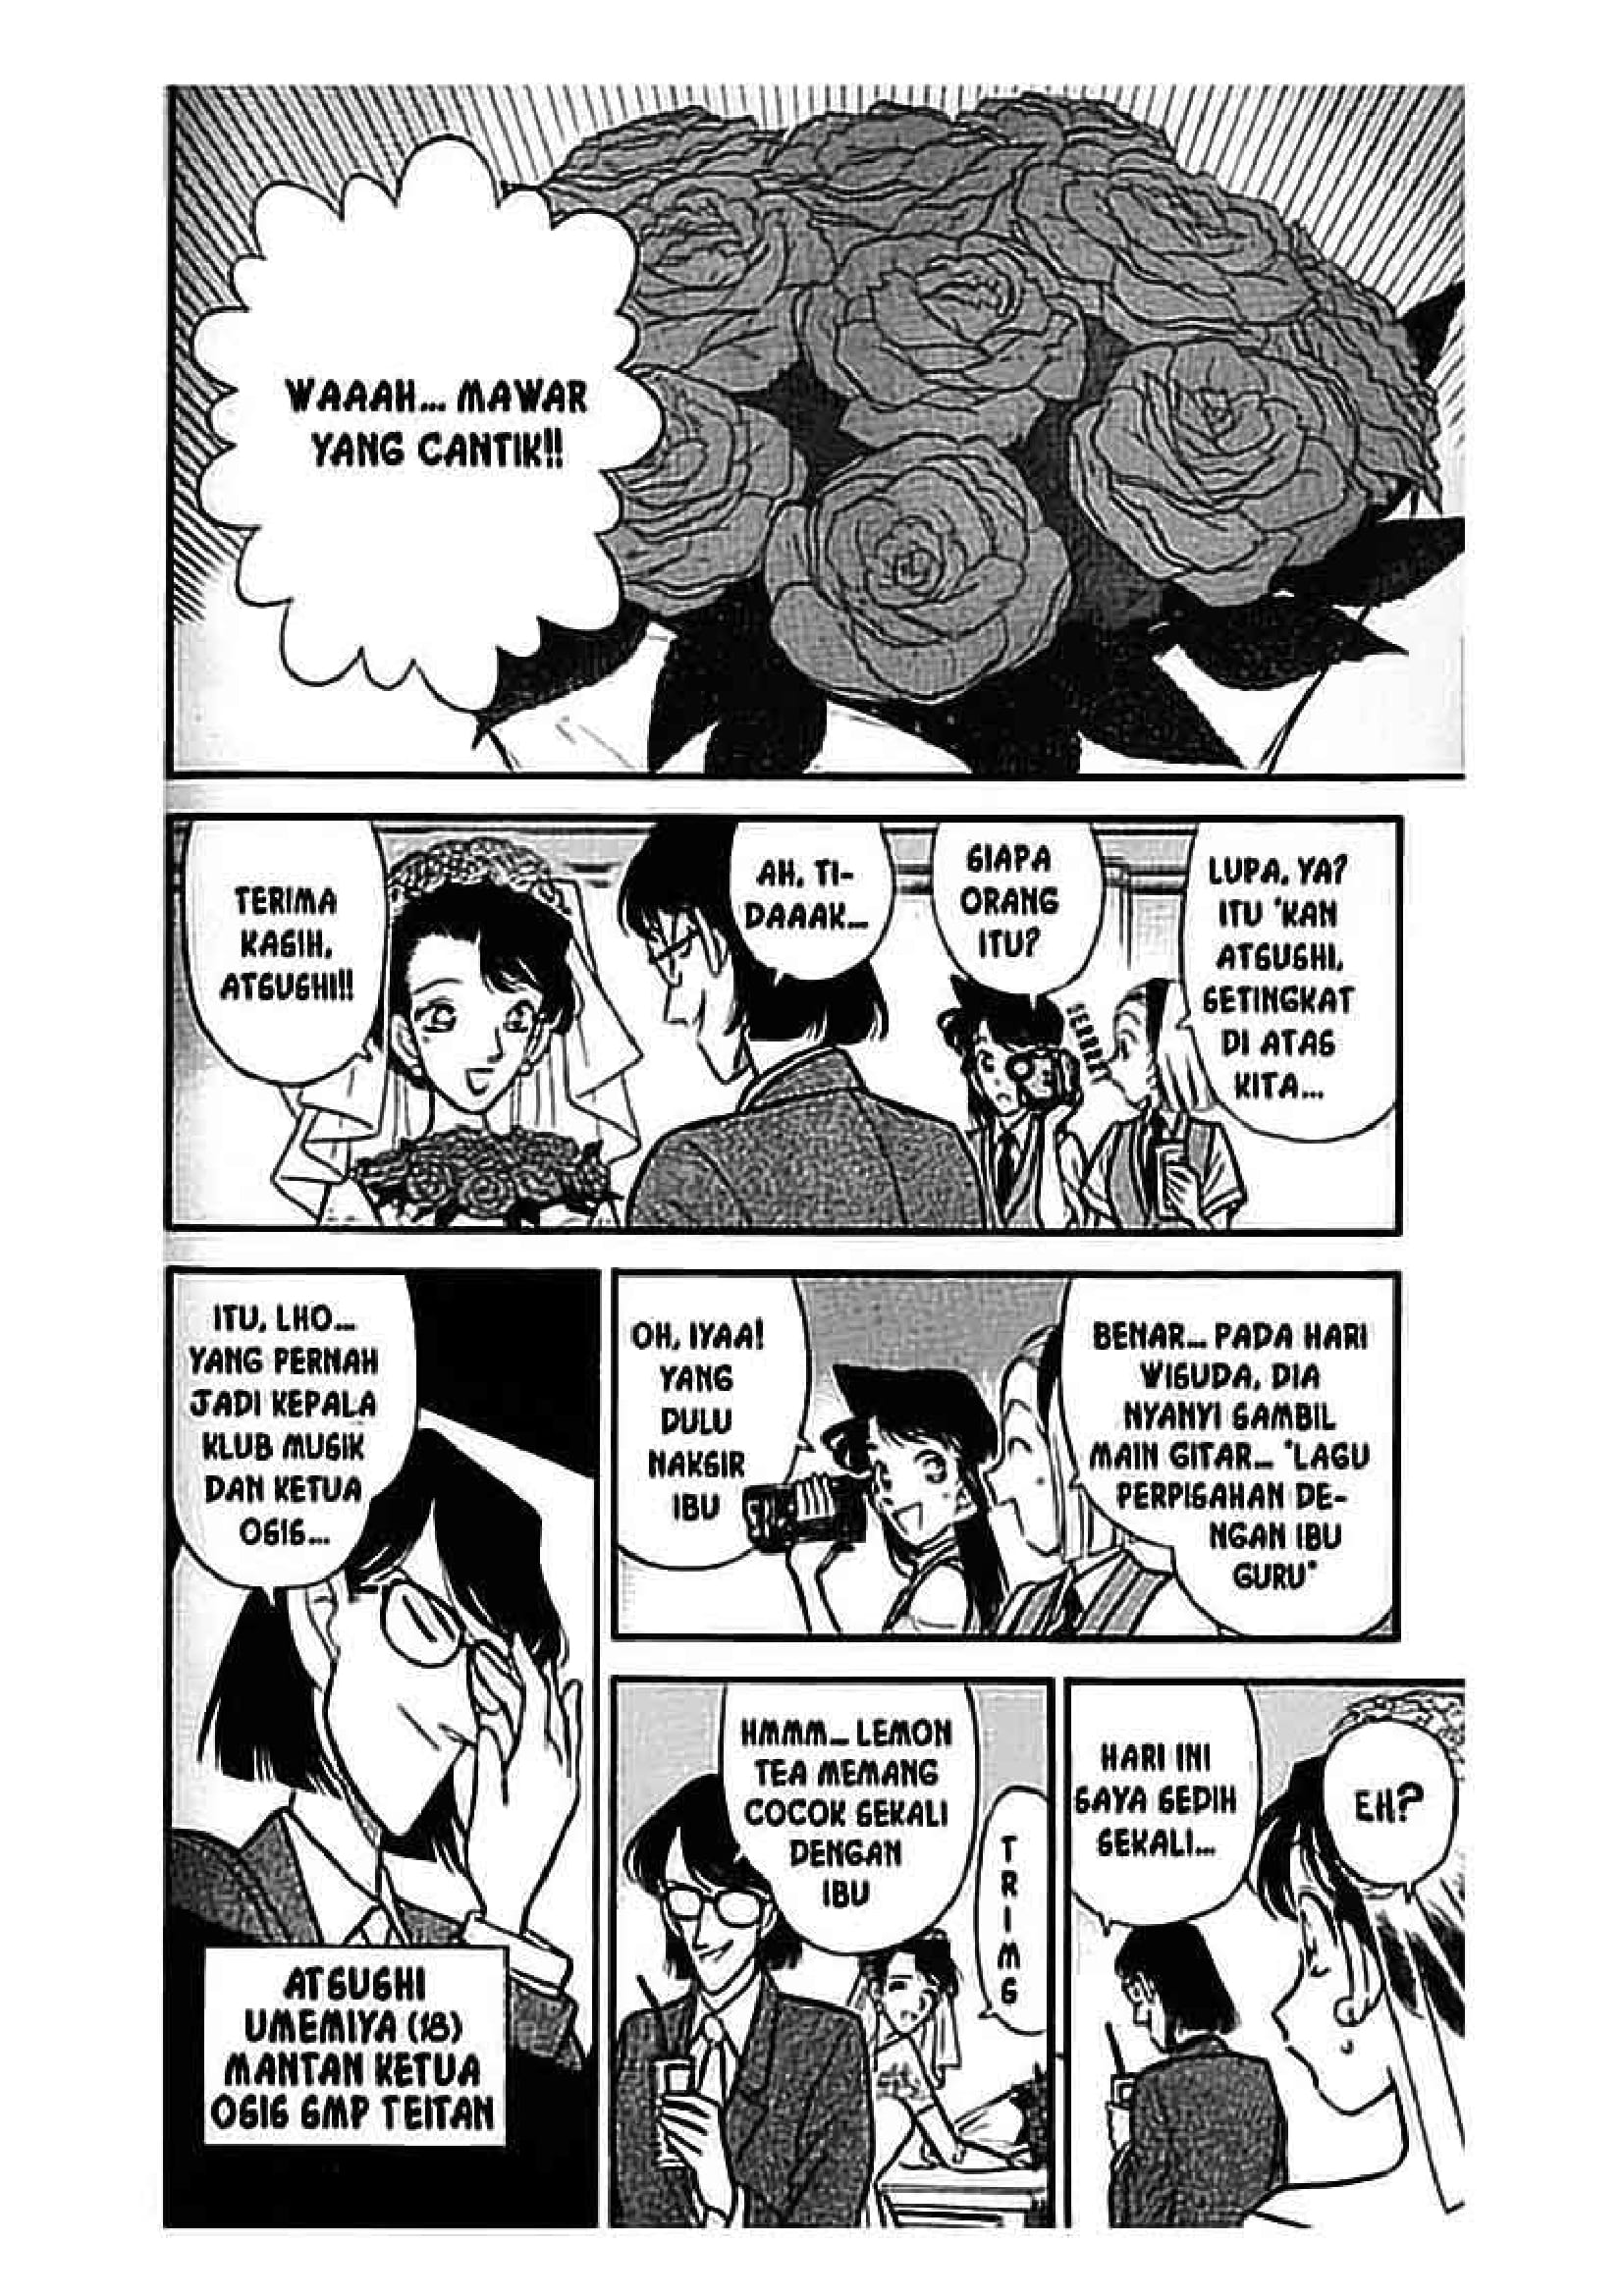 WAAAH... MAWAR
YANG CANTIK!!
TERIMA
KASIH,
ATSUSHI!!
AH, TI-
DAAAK...
SIAPA
ORANG
ITU?
LUPA, YA?
ITU 'KAN
ATSUSHI,
SETINGKAT
DI ATAS
KITA...
ITU, LHO...
YANG PERNAH
JADI KEPALA
KLUB MUSIK
DAN KETUA
OSIS...
ATSUSHI
UMEMIYA (18)
MANTAN KETUA
OSIS SMP TEITAN
OH, IYAA!
YANG
DULU
NAKSIR
IBU
BENAR... PADA HARI
WISUDA, DIA
NYANYI SAMBIL
MAIN GITAR... "LAGU
PERPISAHAN DE-
NGAN IBU
GURU"
HMMM... LEMON
TEA MEMANG
COCOK SEKALI
DENGAN
IBU
TRIMS
HARI INI
SAYA SEDIH
SEKALI...
EH?